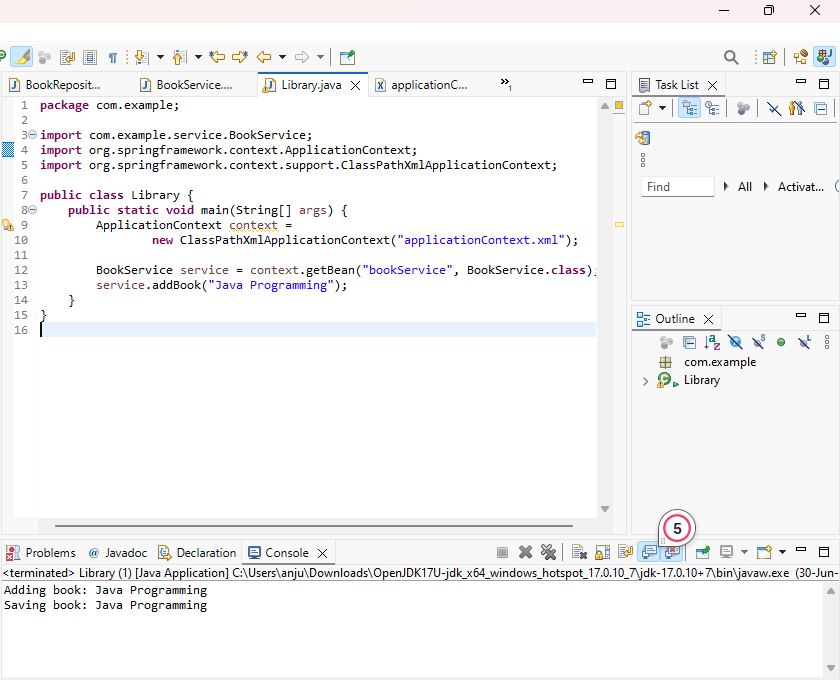 BookReposit...
BookService....
Library.java
applicationC...
»1
Task List
1 package com.example;
2
3 import com.example.service.BookService;
4 import org.springframework.context.ApplicationContext;
5 import org.springframework.context.support.ClassPathXmlApplicationContext;
6
7 public class Library {
8 public static void main(String[] args) {
9 ApplicationContext context =
10 new ClassPathXmlApplicationContext("applicationContext.xml");
11
12 BookService service = context.getBean("bookService", BookService.class);
13 service.addBook("Java Programming");
14 }
15 }
16
Find
All
Activat...
Outline
com.example
Library
5
Problems
@ Javadoc
Declaration
Console
<terminated> Library (1) [Java Application] C:\Users\anju\Downloads\OpenJDK17U-jdk_x64_windows_hotspot_17.0.10_7\jdk-17.0.10+7\bin\javaw.exe (30-Jun-
Adding book: Java Programming
Saving book: Java Programming